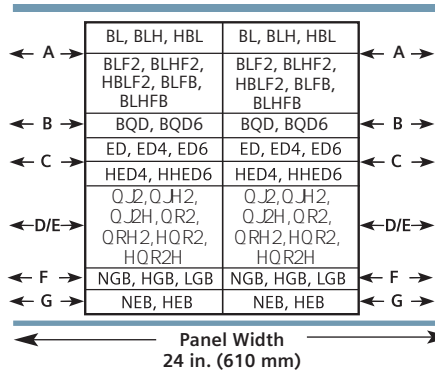 BL, BLH, HBL BL, BLH, HBL
A A
BLF2, BLHF2, BLF2, BLHF2,
HBLF2, BLFB, HBLF2, BLFB,
BLHFB BLHFB
B BQD, BQD6 BQD, BQD6 B
ED, ED4, ED6 ED, ED4, ED6
C C
HED4, HHED6 HED4, HHED6
QJ2, QJH2, QJ2, QJH2,
QJ2H, QR2, QJ2H, QR2,
D/E QRH2, HQR2, QRH2, HQR2, D/E
HQR2H HQR2H
F NGB, HGB, LGB NGB, HGB, LGB F
G NEB, HEB NEB, HEB G
Panel Width
24 in. (610 mm)